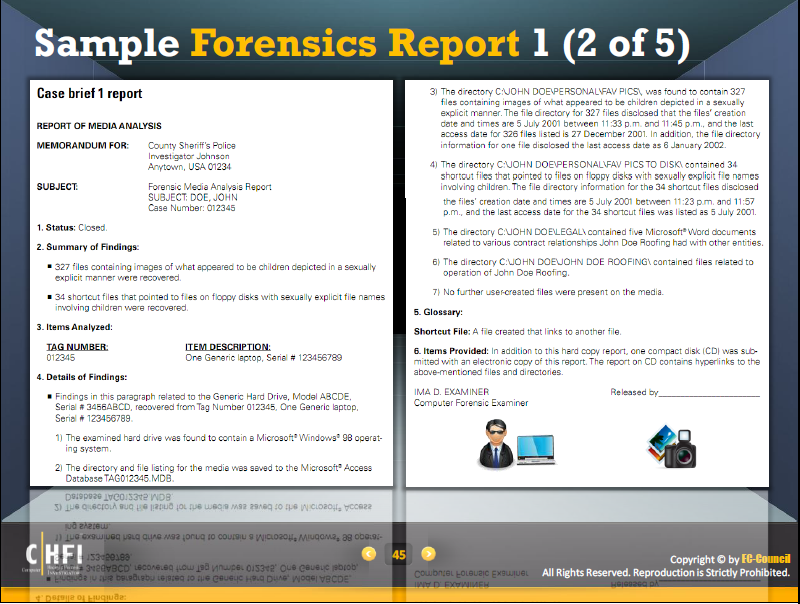 Sample Forensics Report 1 (2 of 5)
Case brief 1 report
REPORT OF MEDIA ANALYSIS
MEMORANDUM FOR: County Sheriff's Police
Investigator Johnson
Anytown, USA 01234
SUBJECT: Forensic Media Analysis Report
SUBJECT: DOE, JOHN
Case Number: 012345
1. Status: Closed.
2. Summary of Findings:
■ 327 files containing images of what appeared to be children depicted in a sexually
explicit manner were recovered.
■ 34 shortcut files that pointed to files on floppy disks with sexually explicit file names
involving children were recovered.
3. Items Analyzed:
TAG NUMBER: ITEM DESCRIPTION:
012345 One Generic laptop, Serial # 123456789
4. Details of Findings:
■ Findings in this paragraph related to the Generic Hard Drive, Model ABCDE,
Serial # 3456ABCD, recovered from Tag Number 012345, One Generic laptop,
Serial # 123456789.
1) The examined hard drive was found to contain a Microsoft® Windows® 98 operat-
ing system.
2) The directory and file listing for the media was saved to the Microsoft® Access
Database TAG012345.MDB.
3) The directory C:\JOHN DOE\PERSONAL\FAV PICS\, was found to contain 327
files containing images of what appeared to be children depicted in a sexually
explicit manner. The file directory for 327 files disclosed that the files' creation
date and times are 5 July 2001 between 11:33 p.m. and 11:45 p.m., and the last
access date for 326 files listed is 27 December 2001. In addition, the file directory
information for one file disclosed the last access date as 6 January 2002.
4) The directory C:\JOHN DOE\PERSONAL\FAV PICS TO DISK\ contained 34
shortcut files that pointed to files on floppy disks with sexually explicit file names
involving children. The file directory information for the 34 shortcut files disclosed
the files' creation date and times are 5 July 2001 between 11:23 p.m. and 11:57
p.m., and the last access date for the 34 shortcut files was listed as 5 July 2001.
5) The directory C:\JOHN DOE\LEGAL\ contained five Microsoft® Word documents
related to various contract relationships John Doe Roofing had with other entities.
6) The directory C:\JOHN DOE\JOHN DOE ROOFING\ contained files related to
operation of John Doe Roofing.
7) No further user-created files were present on the media.
5. Glossary:
Shortcut File: A file created that links to another file.
6. Items Provided: In addition to this hard copy report, one compact disk (CD) was sub-
mitted with an electronic copy of this report. The report on CD contains hyperlinks to the
above-mentioned files and directories.
IMA D. EXAMINER Released by____________________
Computer Forensic Examiner
CHFI
45
Copyright © by EC-Council
All Rights Reserved. Reproduction is Strictly Prohibited.